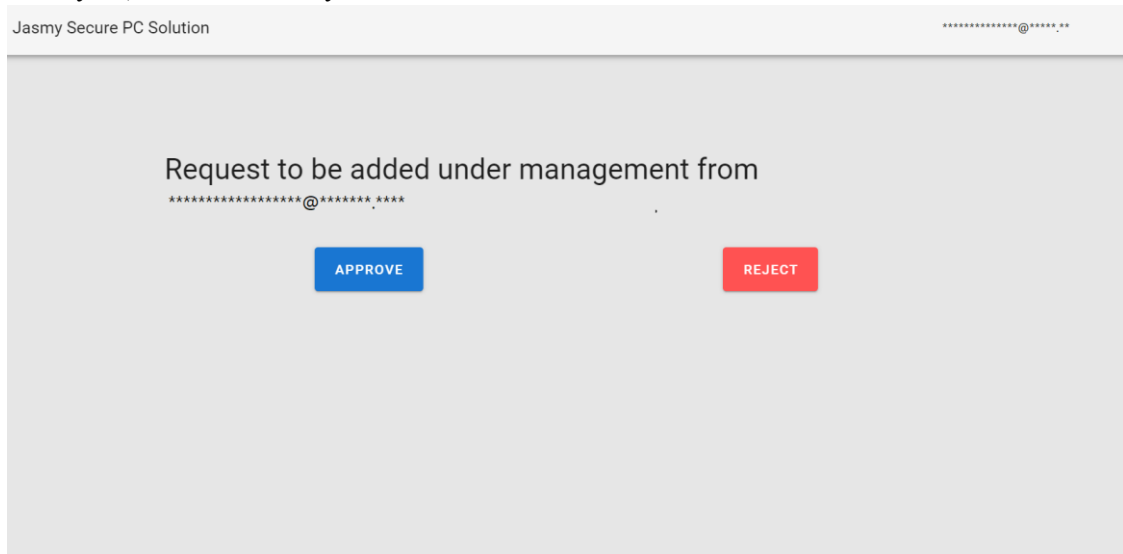 Jasmy Secure PC Solution
**************@*****.**
Request to be added under management from
******************@*******.****
APPROVE
REJECT